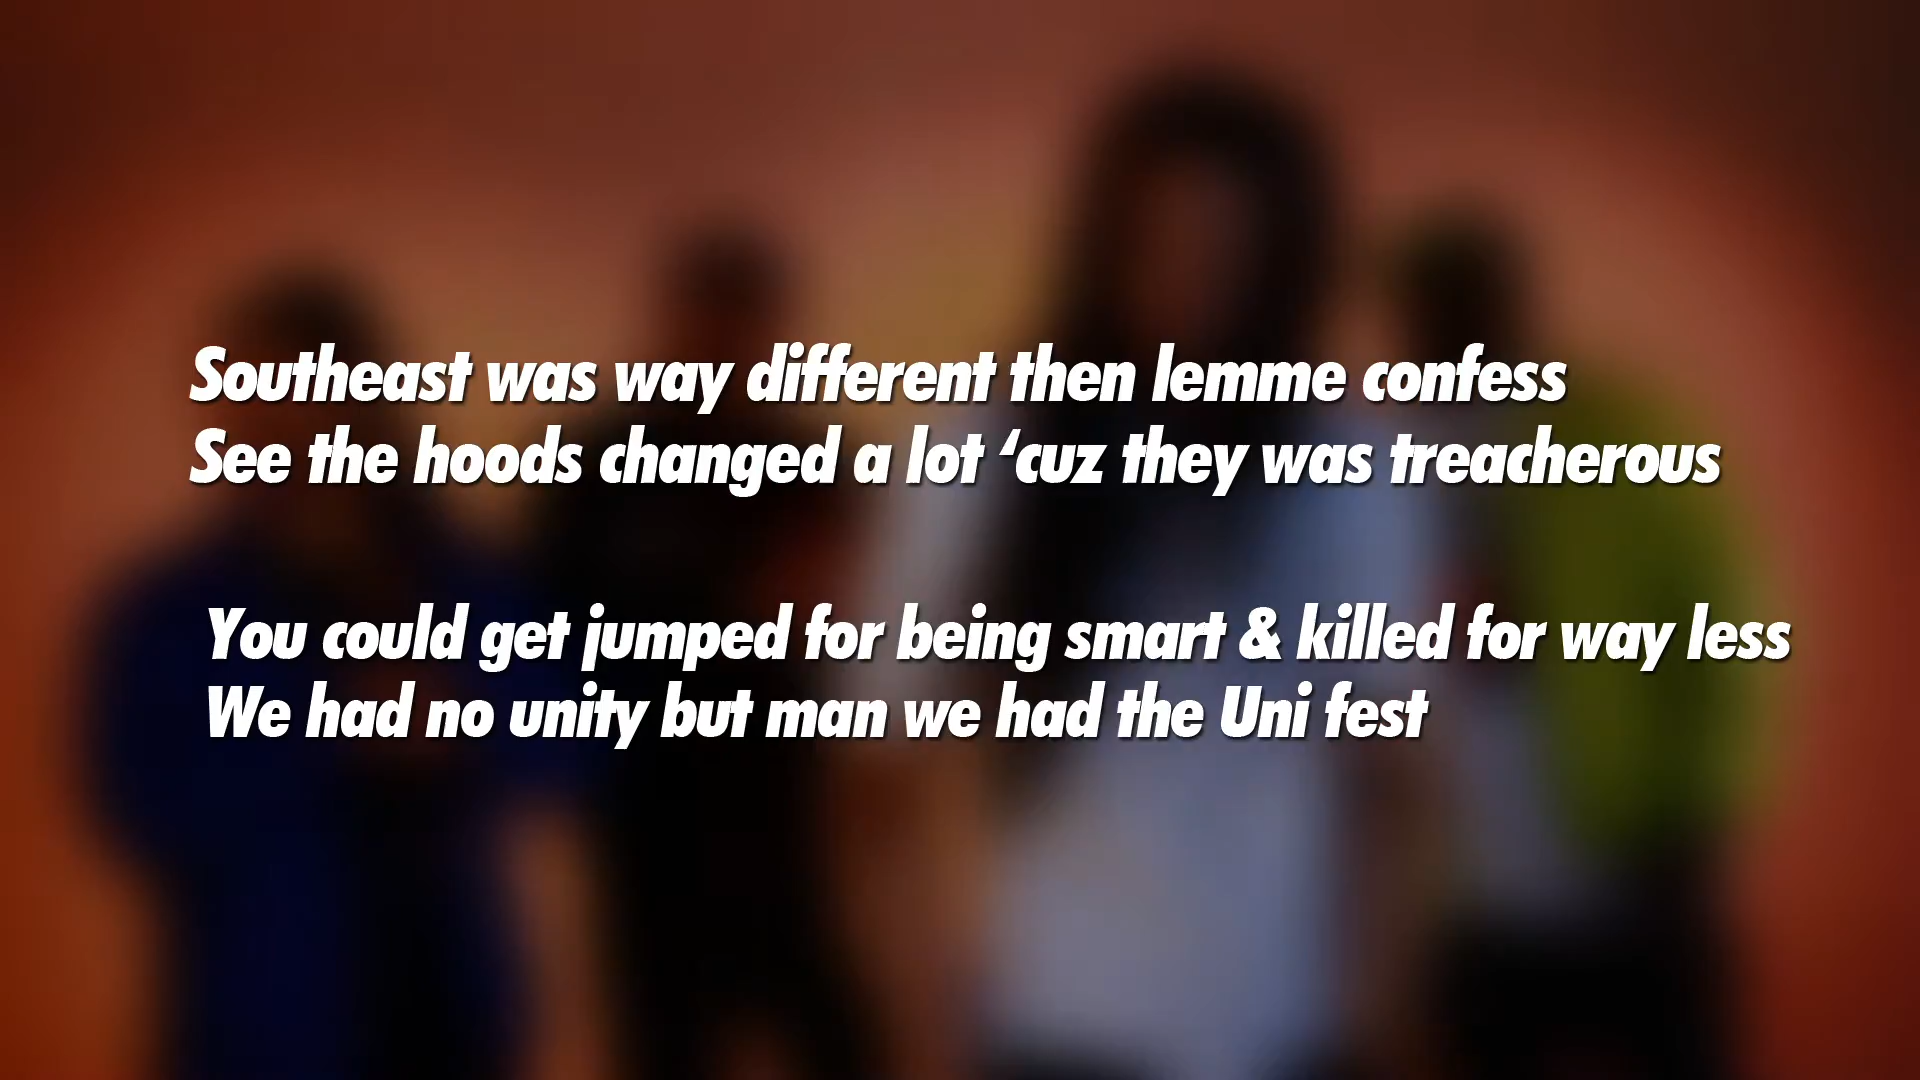 Southeast was way different then lemme confess
See the hoods changed a lot ‘cuz they was treacherous
You could get jumped for being smart & killed for way less
We had no unity but man we had the Uni fest